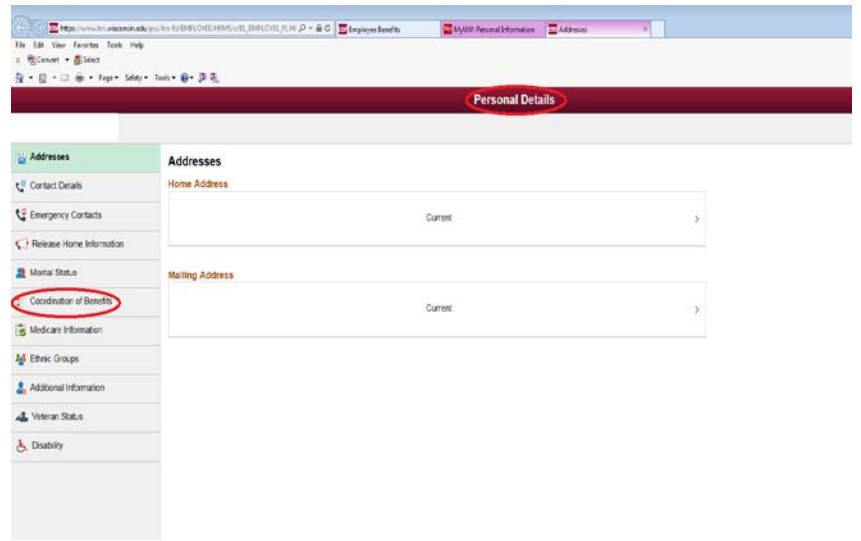 Employee Benefits
MyUW: Personal Information
Addresses
File Edit View Favorites Tools Help
x Convert Select
Page Safety Tools
Personal Details
Addresses
Contact Details
Emergency Contacts
Release Home Information
Marital Status
Coordination of Benefits
Medicare Information
Ethnic Groups
Additional Information
Veteran Status
Disability
Addresses
Home Address
Current
Mailing Address
Current